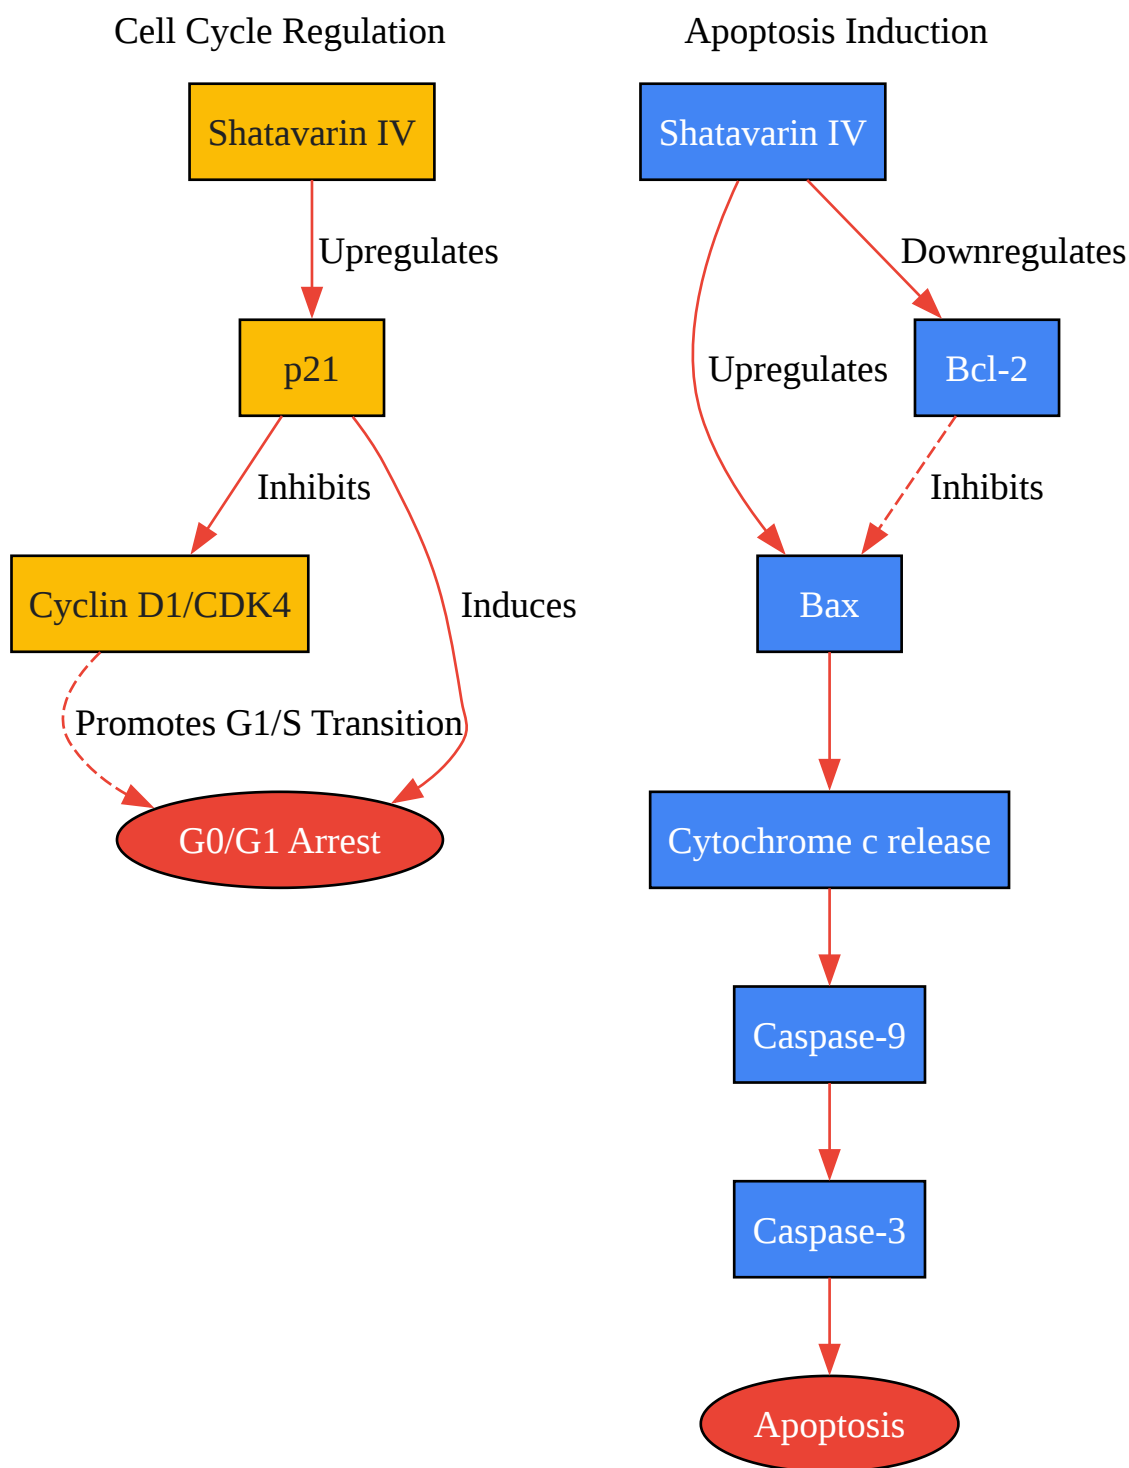 Cell Cycle Regulation
Shatavarin IV
Upregulates
p21
Inhibits
Cyclin D1/CDK4
Induces
Promotes G1/S Transition
G0/G1 Arrest
Apoptosis Induction
Shatavarin IV
Downregulates
Upregulates
Bcl-2
Inhibits
Bax
Cytochrome c release
Caspase-9
Caspase-3
Apoptosis